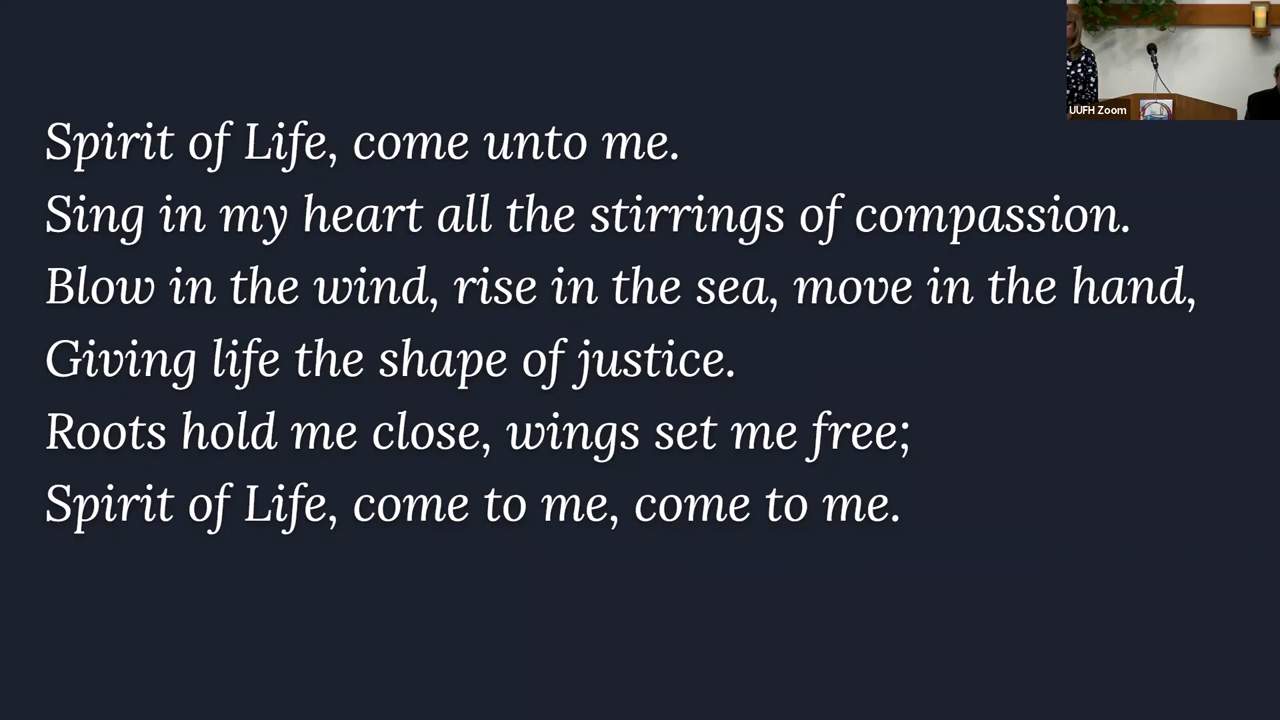 UUFH Zoom
Spirit of Life, come unto me.
Sing in my heart all the stirrings of compassion.
Blow in the wind, rise in the sea, move in the hand,
Giving life the shape of justice.
Roots hold me close, wings set me free;
Spirit of Life, come to me, come to me.